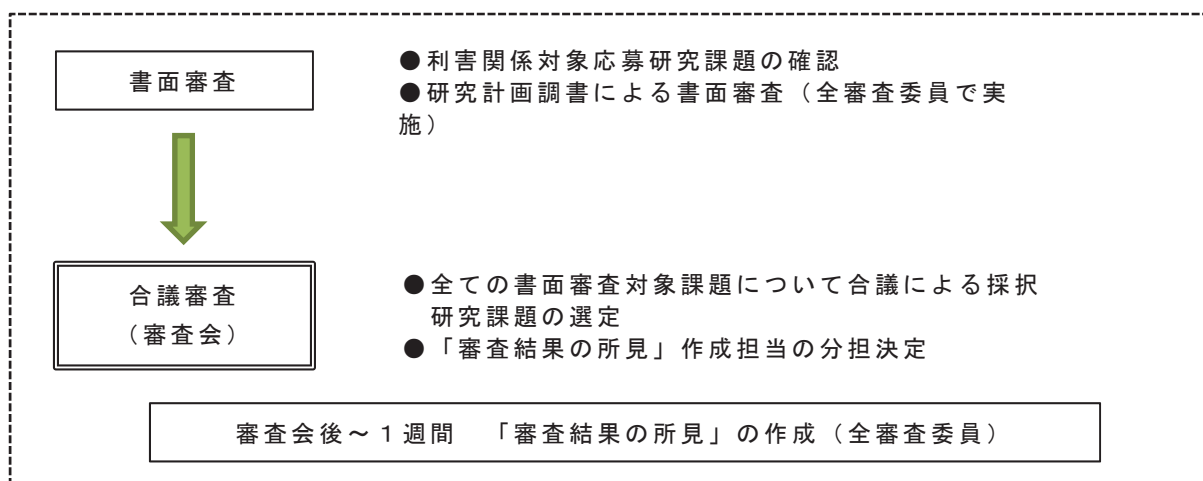 書面審査
●利害関係対象応募研究課題の確認
●研究計画調書による書面審査（全審査委員で実
施）
合議審査
（審査会）
●全ての書面審査対象課題について合議による採択
研究課題の選定
●「審査結果の所見」作成担当の分担決定
審査会後～１週間　「審査結果の所見」の作成（全審査委員）